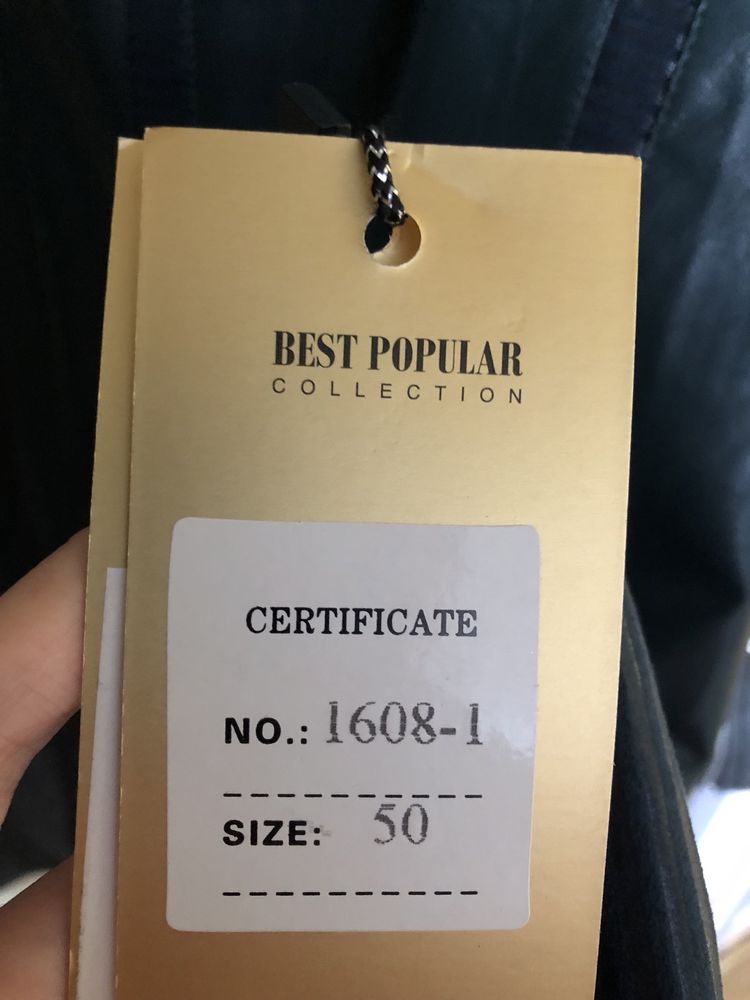 BEST POPULAR
COLLECTION
CERTIFICATE
NO.: 1608-1
SIZE: 50